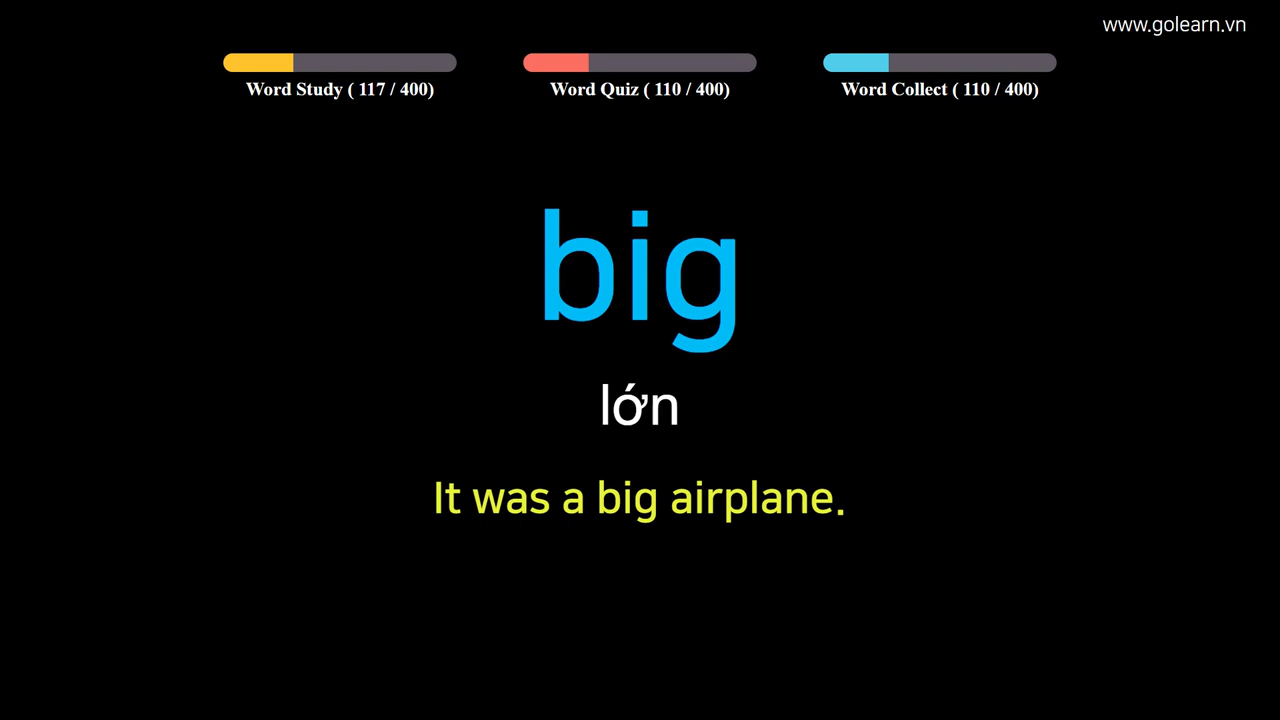 www.golearn.vn
Word Study ( 117 / 400)
Word Quiz ( 110 / 400)
Word Collect ( 110 / 400)
big
lớn
It was a big airplane.